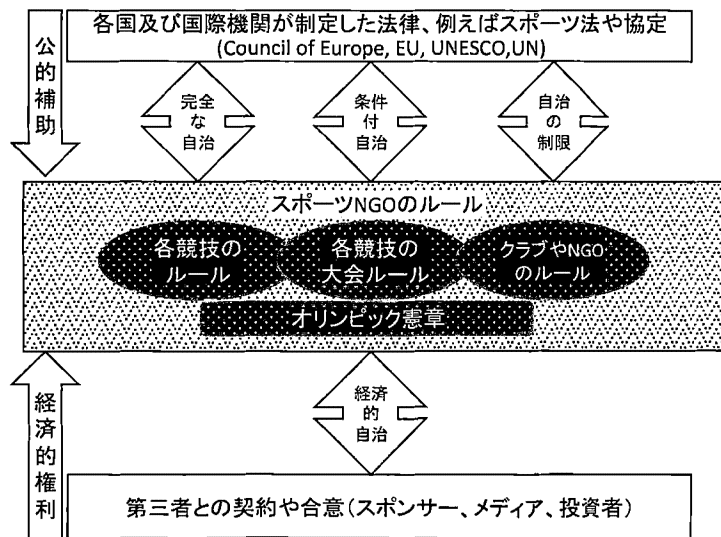 各国及び国際機関が制定した法律、例えばスポーツ法や協定
(Council of Europe, EU, UNESCO,UN)
公的補助
完全
な
自治
条件
付
自治
自治
の
制限
スポーツNGOのルール
各競技の
ルール
各競技の
大会ルール
クラブやNGO
のルール
オリンピック憲章
経済的権利
経済
的
自治
第三者との契約や合意(スポンサー、メディア、投資者)